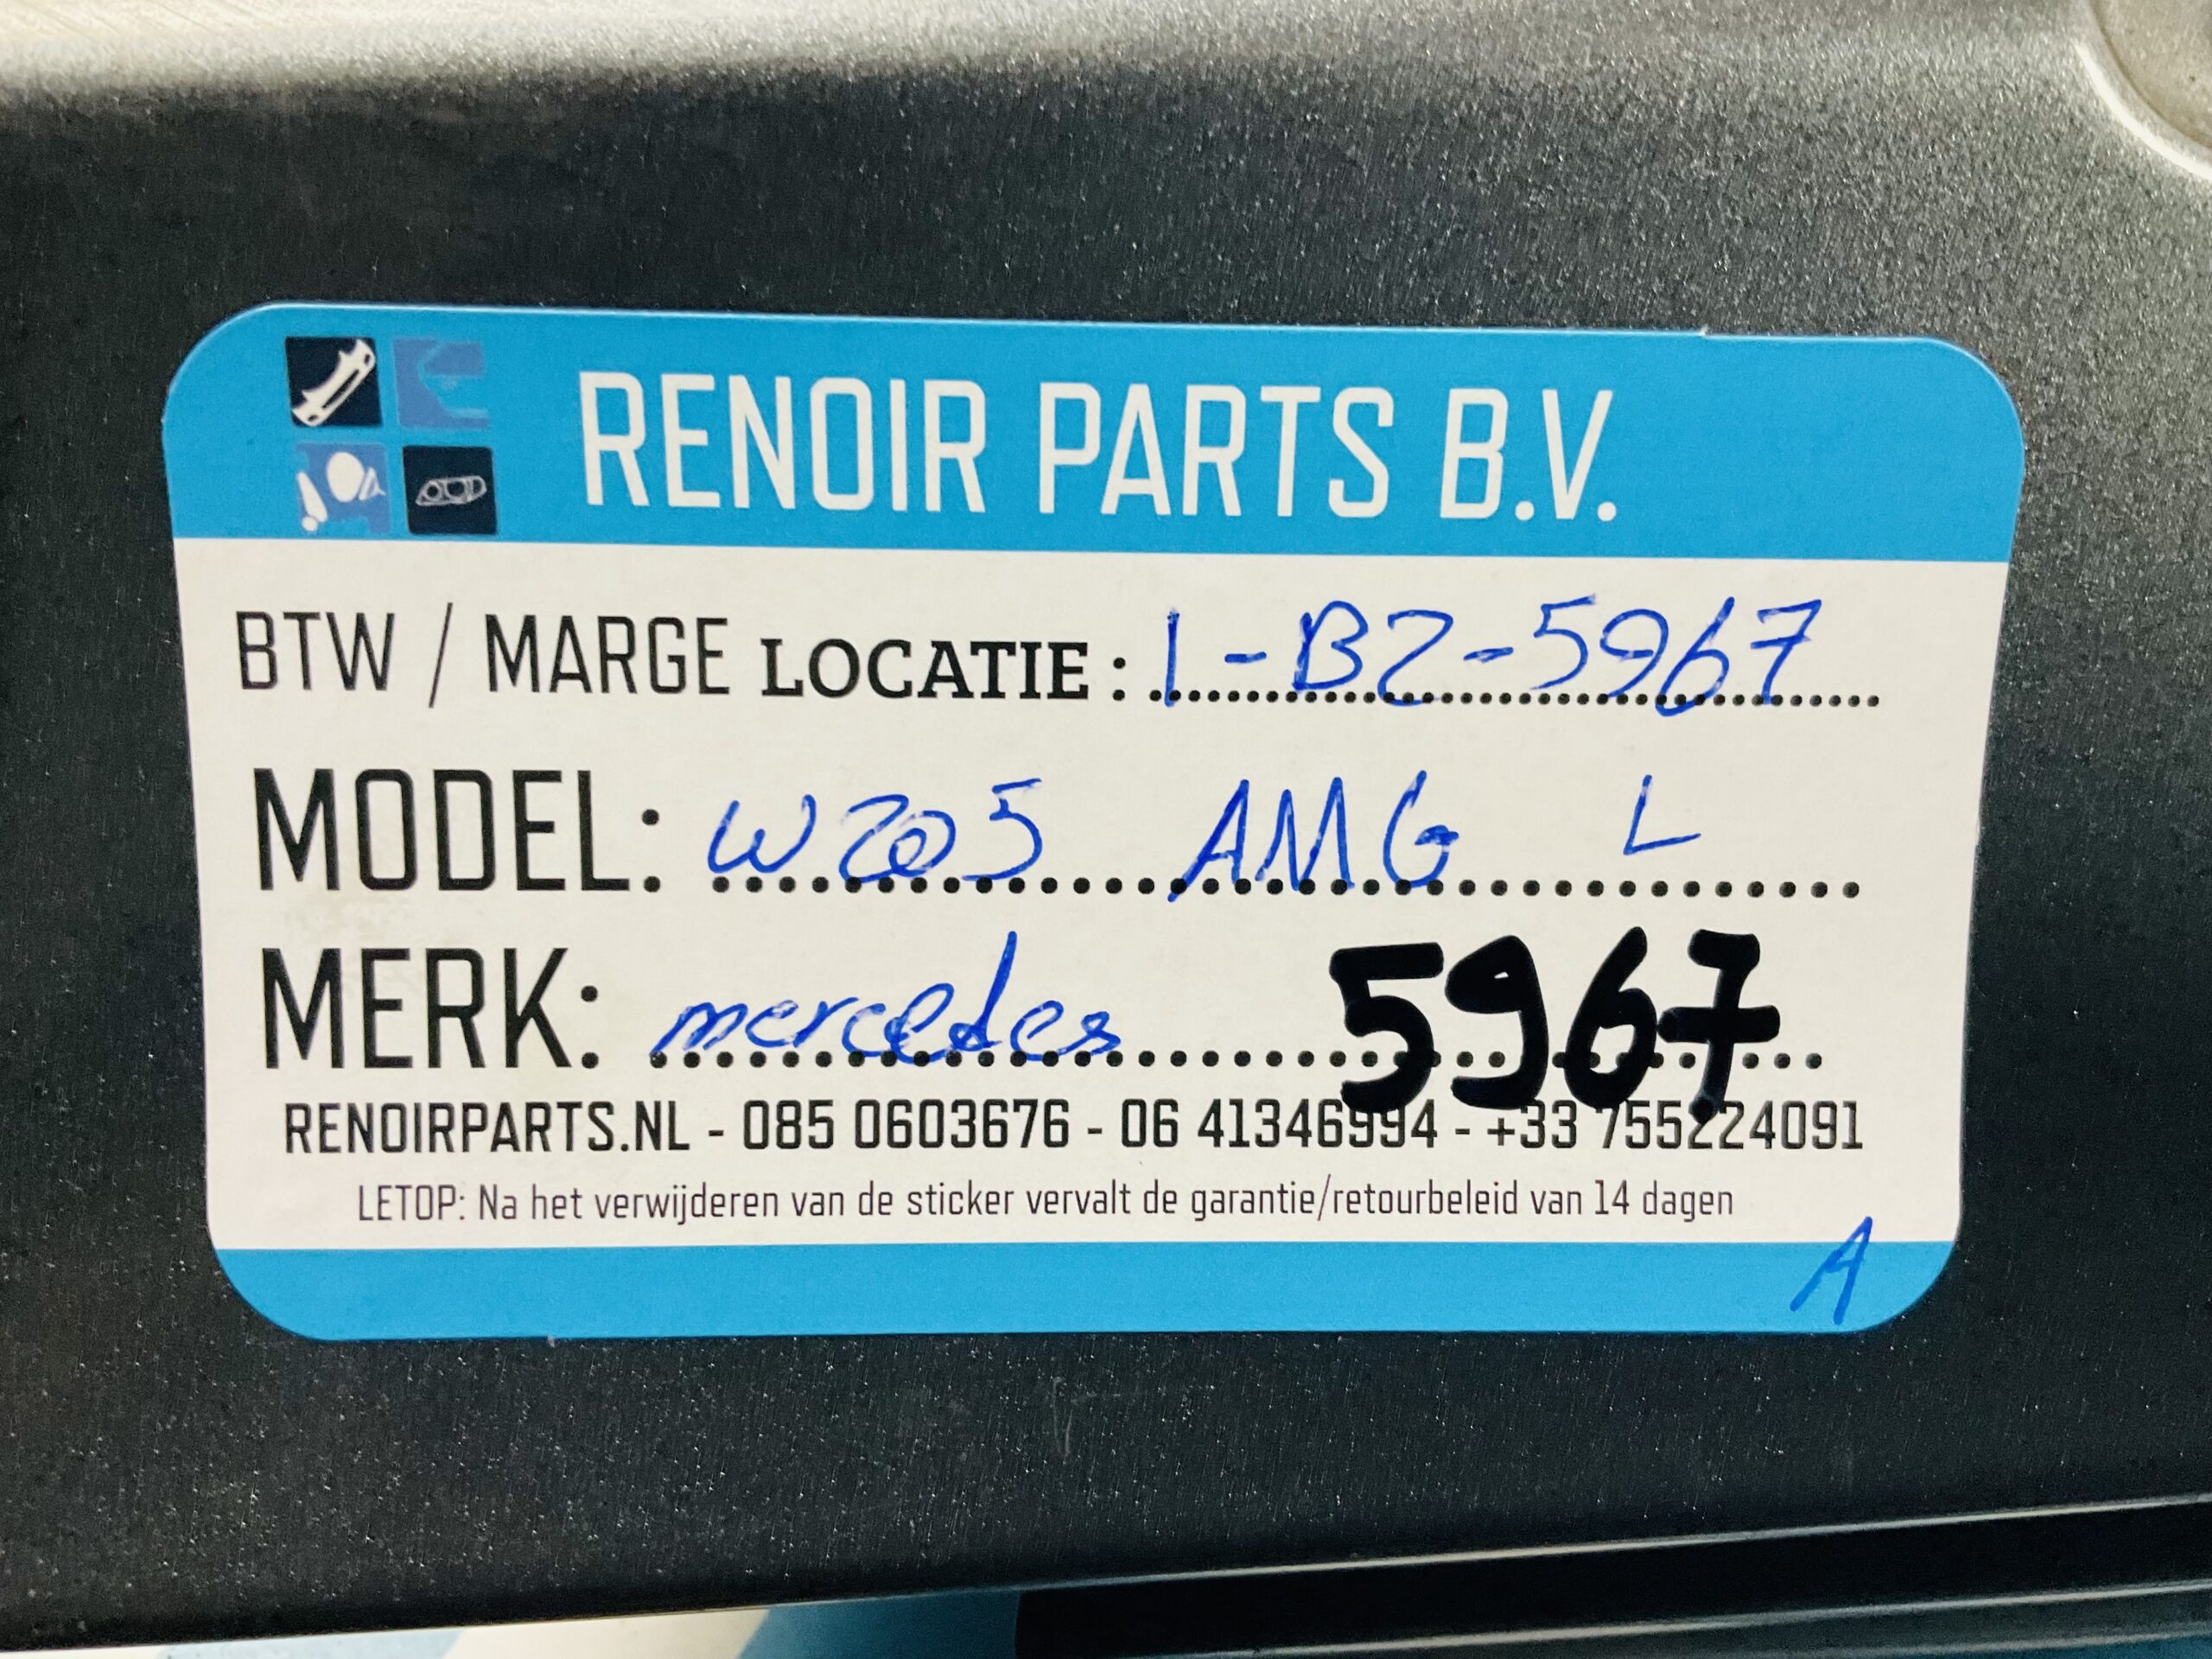 RENOIR PARTS B.V.
BTW / MARGE LOCATIE : 1-B2-5967
MODEL: W205 AMG L
MERK: mercedes 5967
RENOIRPARTS.NL - 085 0603676 - 06 41346994 - +33 755224091
LETOP: Na het verwijderen van de sticker vervalt de garantie/retourbeleid van 14 dagen
A